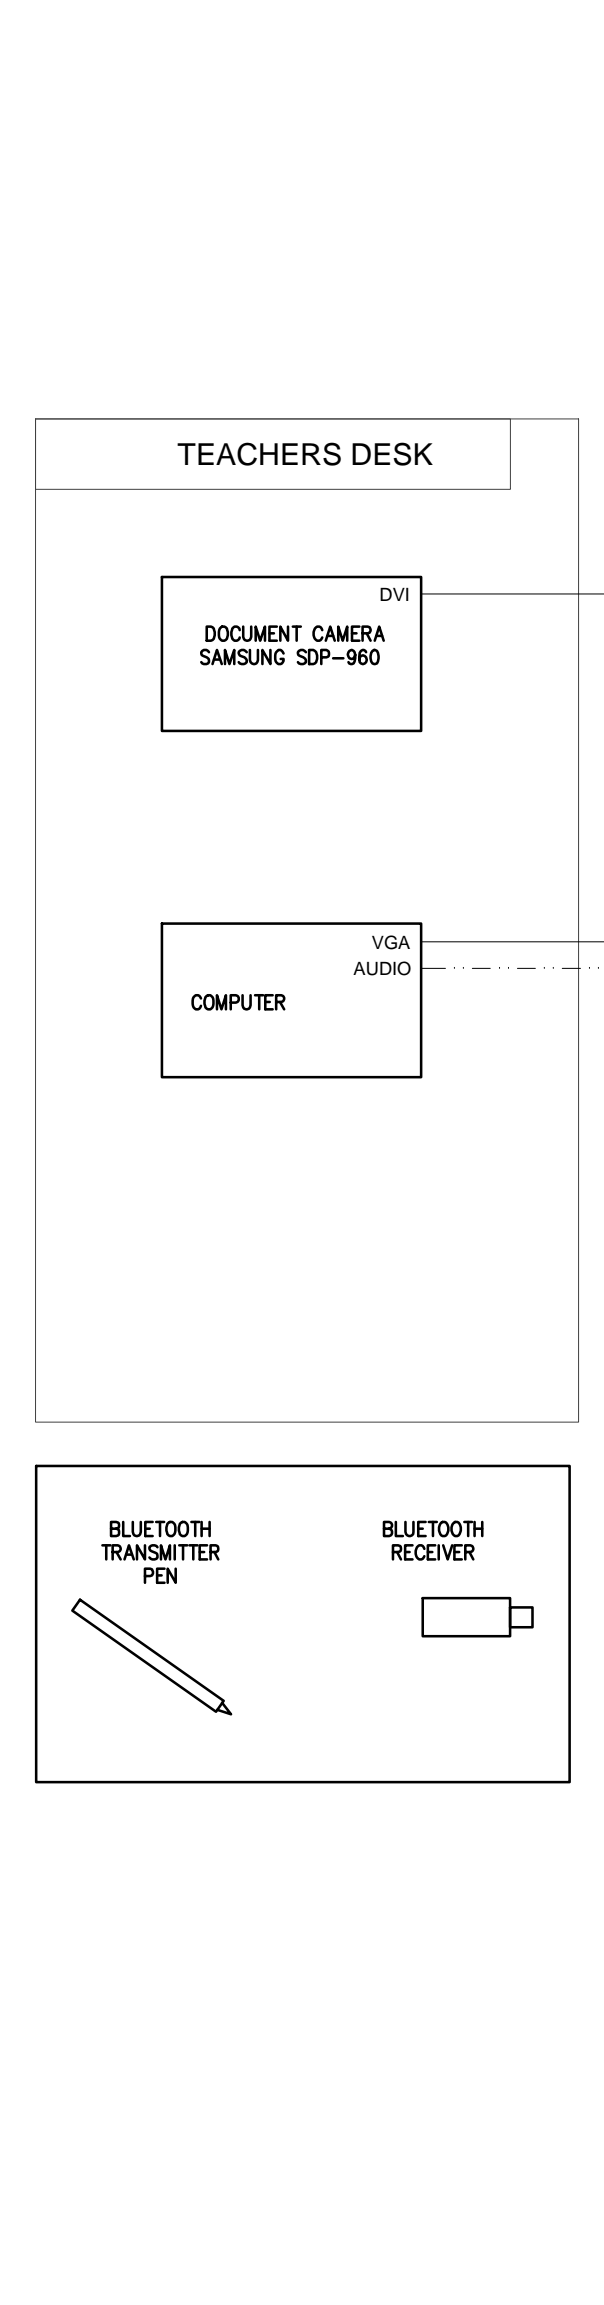 TEACHERS DESK
DVI
DOCUMENT CAMERA
SAMSUNG SDP-960
VGA
AUDIO
COMPUTER
BLUETOOTH
TRANSMITTER
PEN
BLUETOOTH
RECEIVER